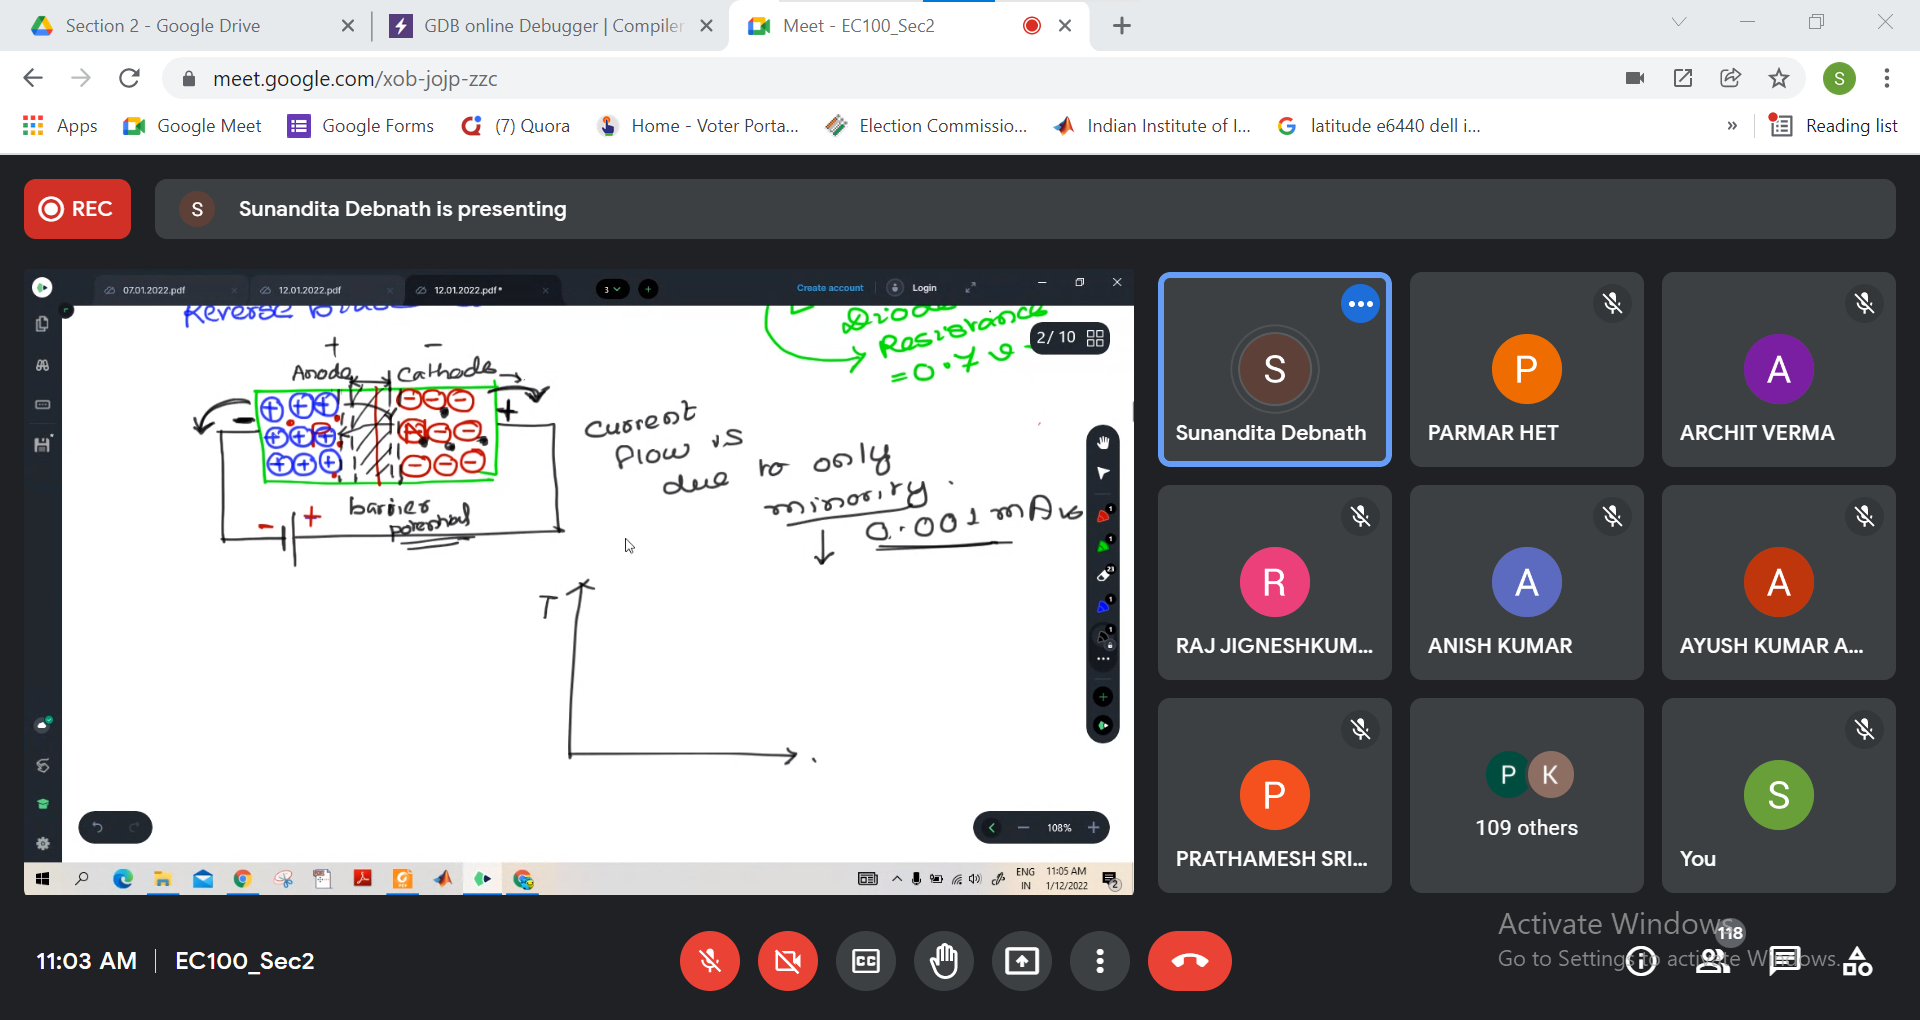 Section 2 - Google Drive
GDB online Debugger | Compiler
Meet - EC100_Sec2
meet.google.com/xob-jojp-zzc
S
Apps
Google Meet
Google Forms
(7) Quora
Home - Voter Porta...
Election Commissio...
Indian Institute of I...
latitude e6440 dell i...
»
Reading list
REC
S
Sunandita Debnath is presenting
07.01.2022.pdf
12.01.2022.pdf
12.01.2022.pdf*
3
Create account
Login
2/ 10
Reverse
Diode
Resistance
=0.7 v
+ −
Anode
Cathode
− +
P
N
− +
barrier
potential
current
flow is
due to only
minority.
0.001 mA
I
108%
ENG
IN
11:05 AM
1/12/2022
2
S
Sunandita Debnath
P
PARMAR HET
A
ARCHIT VERMA
R
RAJ JIGNESHKUM...
A
ANISH KUMAR
A
AYUSH KUMAR A...
P
PRATHAMESH SRI...
P K
109 others
S
You
11:03 AM
EC100_Sec2
CC
Activate Windows
Go to Settings to activate Windows.
118